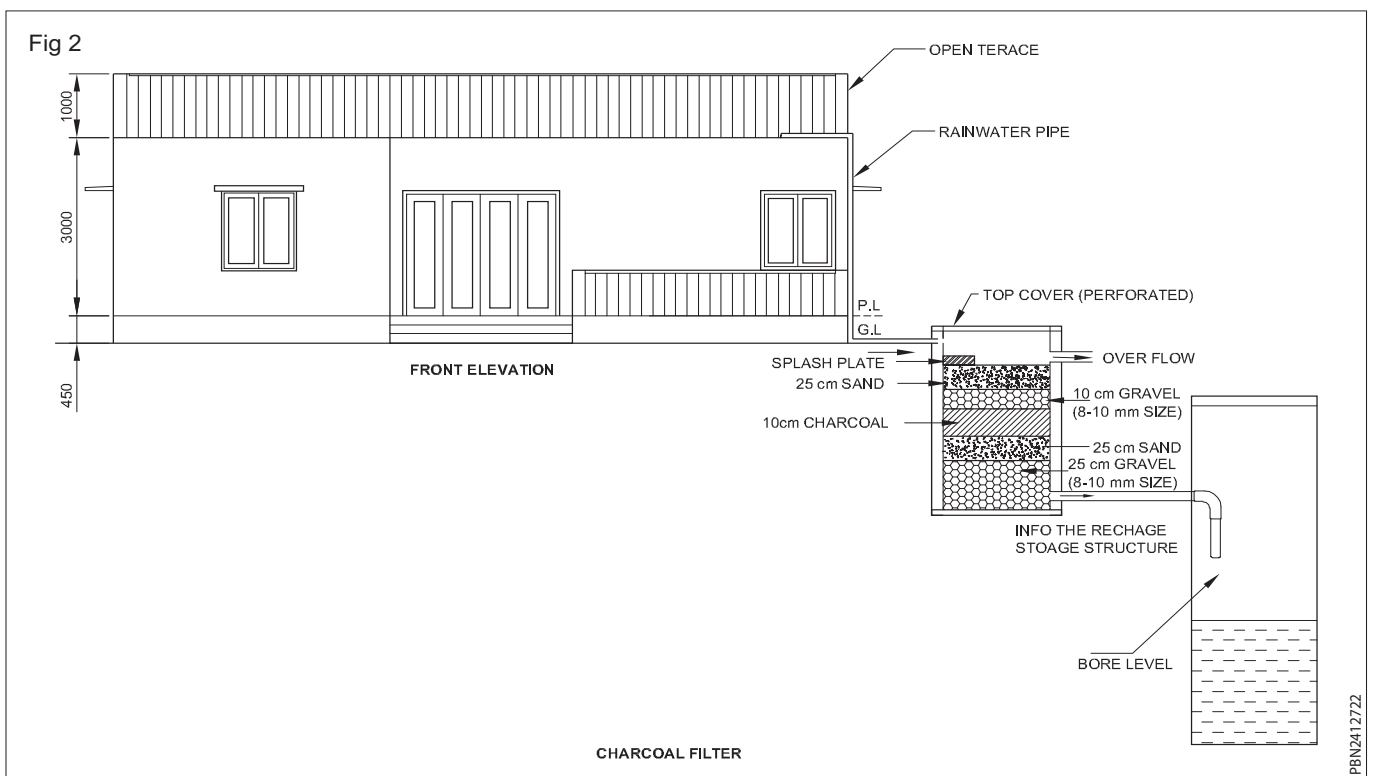 Fig 2
OPEN TERACE
1000
RAINWATER PIPE
3000
TOP COVER (PERFORATED)
P.L
G.L
450
FRONT ELEVATION
SPLASH PLATE
OVER FLOW
25 cm SAND
10 cm GRAVEL
(8-10 mm SIZE)
10cm CHARCOAL
25 cm SAND
25 cm GRAVEL
(8-10 mm SIZE)
INFO THE RECHAGE
STOAGE STRUCTURE
BORE LEVEL
CHARCOAL FILTER
PBN2412722